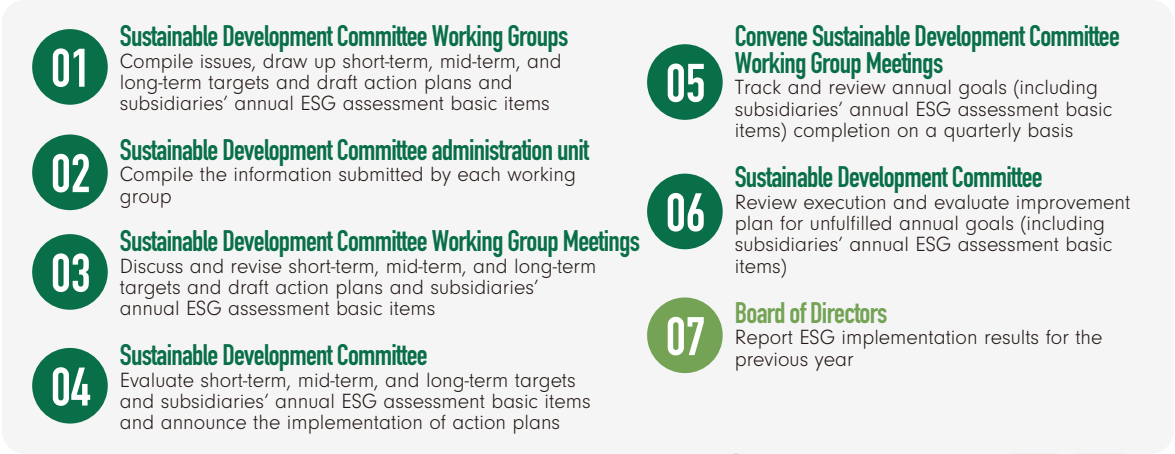 01
Sustainable Development Committee Working Groups
Compile issues, draw up short-term, mid-term, and
long-term targets and draft action plans and
subsidiaries' annual ESG assessment basic items
02
Sustainable Development Committee administration unit
Compile the information submitted by each working
group
03
Sustainable Development Committee Working Group Meetings
Discuss and revise short-term, mid-term, and long-term
targets and draft action plans and subsidiaries'
annual ESG assessment basic items
04
Sustainable Development Committee
Evaluate short-term, mid-term, and long-term targets
and subsidiaries' annual ESG assessment basic items
and announce the implementation of action plans
05
Convene Sustainable Development Committee
Working Group Meetings
Track and review annual goals (including
subsidiaries' annual ESG assessment basic
items) completion on a quarterly basis
06
Sustainable Development Committee
Review execution and evaluate improvement
plan for unfulfilled annual goals (including
subsidiaries' annual ESG assessment basic
items)
07
Board of Directors
Report ESG implementation results for the
previous year